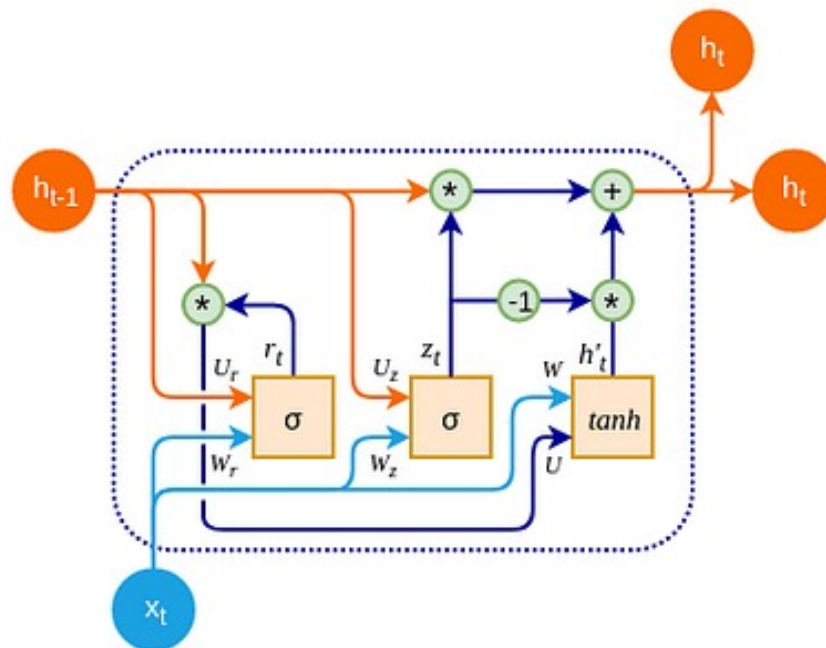 h_t
h_{t-1} * + h_t
* -1 *
r_t z_t h'_t
U_r U_z W
σ σ tanh
W_r W_z U
x_t